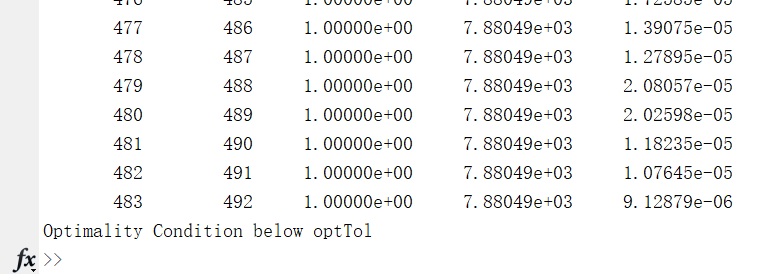 477 486 1.00000e+00 7.88049e+03 1.39075e-05
478 487 1.00000e+00 7.88049e+03 1.27895e-05
479 488 1.00000e+00 7.88049e+03 2.08057e-05
480 489 1.00000e+00 7.88049e+03 2.02598e-05
481 490 1.00000e+00 7.88049e+03 1.18235e-05
482 491 1.00000e+00 7.88049e+03 1.07645e-05
483 492 1.00000e+00 7.88049e+03 9.12879e-06
Optimality Condition below optTol
fx >>